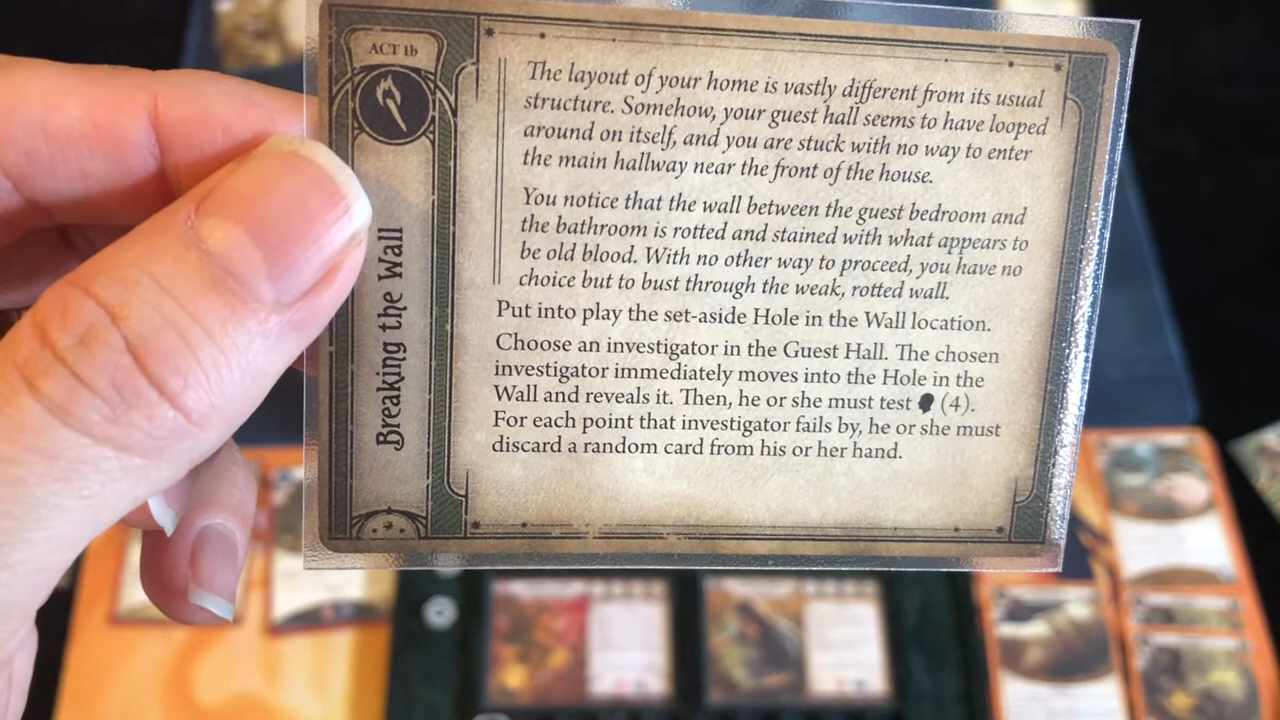 ACT 1b
Breaking the Wall
The layout of your home is vastly different from its usual
structure. Somehow, your guest hall seems to have looped
around on itself, and you are stuck with no way to enter
the main hallway near the front of the house.
You notice that the wall between the guest bedroom and
the bathroom is rotted and stained with what appears to
be old blood. With no other way to proceed, you have no
choice but to bust through the weak, rotted wall.
Put into play the set-aside Hole in the Wall location.
Choose an investigator in the Guest Hall. The chosen
investigator immediately moves into the Hole in the
Wall and reveals it. Then, he or she must test (4).
For each point that investigator fails by, he or she must
discard a random card from his or her hand.